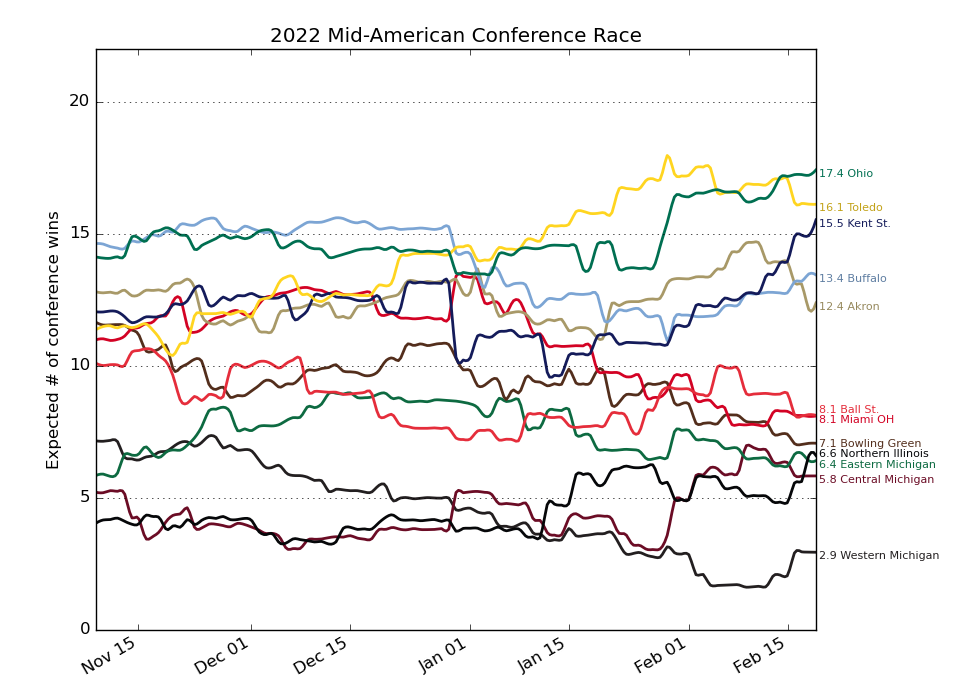 2022 Mid-American Conference Race
Expected # of conference wins
20
15
10
5
0
Nov 15
Dec 01
Dec 15
Jan 01
Jan 15
Feb 01
Feb 15
17.4 Ohio
16.1 Toledo
15.5 Kent St.
13.4 Buffalo
12.4 Akron
8.1 Ball St.
8.1 Miami OH
7.1 Bowling Green
6.6 Northern Illinois
6.4 Eastern Michigan
5.8 Central Michigan
2.9 Western Michigan